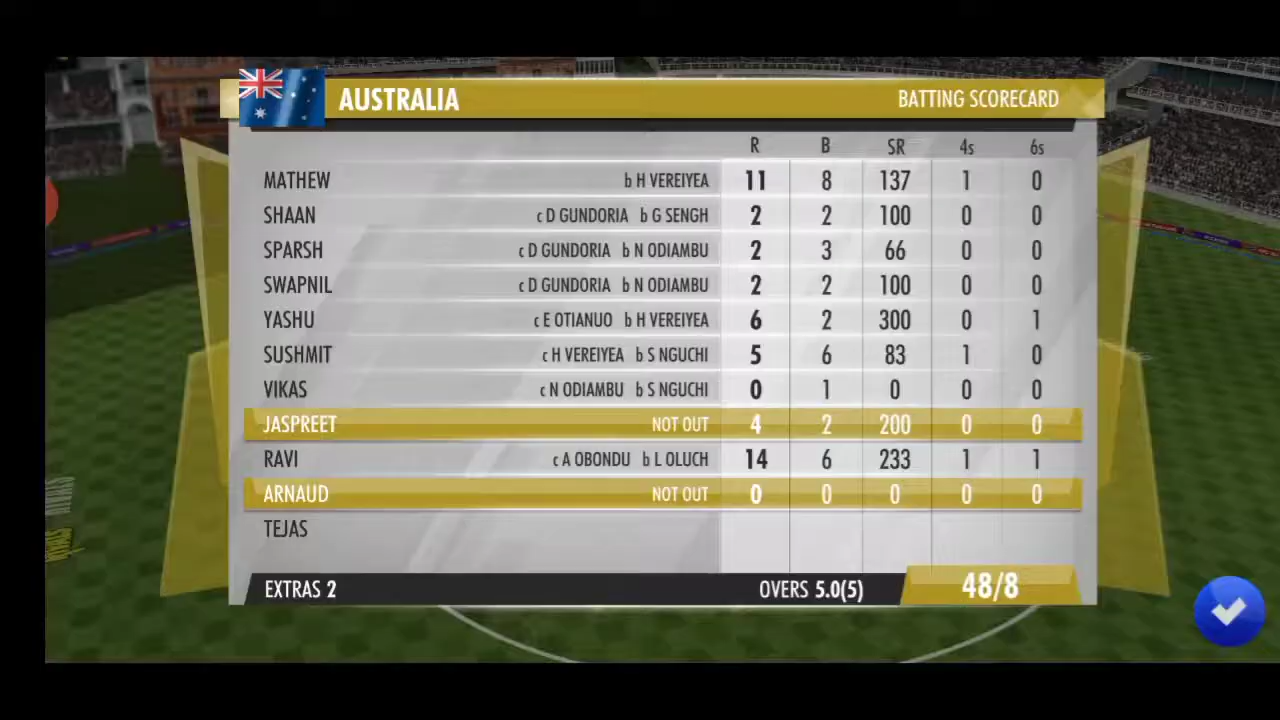 AUSTRALIA BATTING SCORECARD
R B SR 4s 6s
MATHEW b H VEREIYEA 11 8 137 1 0
SHAAN c D GUNDORIA b G SENGH 2 2 100 0 0
SPARSH c D GUNDORIA b N ODIAMBU 2 3 66 0 0
SWAPNIL c D GUNDORIA b N ODIAMBU 2 2 100 0 0
YASHU c E OTIANUO b H VEREIYEA 6 2 300 0 1
SUSHMIT c H VEREIYEA b S NGUCHI 5 6 83 1 0
VIKAS c N ODIAMBU b S NGUCHI 0 1 0 0 0
JASPREET NOT OUT 4 2 200 0 0
RAVI c A OBONDU b L OLUCH 14 6 233 1 1
ARNAUD NOT OUT 0 0 0 0 0
TEJAS
EXTRAS 2 OVERS 5.0(5) 48/8